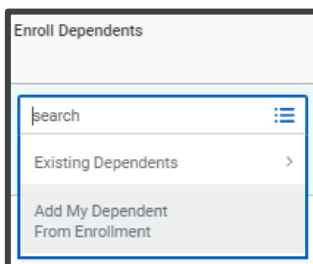 Enroll Dependents
search
Existing Dependents
Add My Dependent
From Enrollment